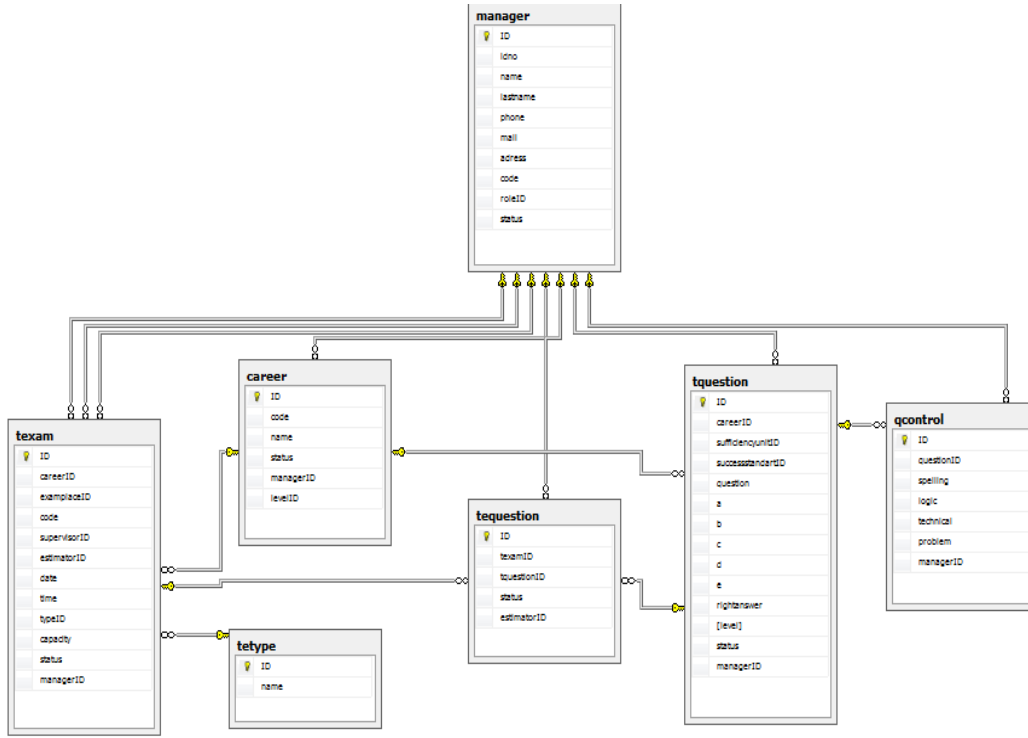 manager
ID
idno
name
lastname
phone
mail
adress
code
roleID
status
career
ID
code
name
status
managerID
levelID
tquestion
ID
careerID
sufficiencyunitID
successstandartID
question
a
b
c
d
e
rightanswer
[level]
status
managerID
qcontrol
ID
questionID
spelling
logic
technical
problem
managerID
texam
ID
careerID
examplaceID
code
supervisorID
estimatorID
date
time
typeID
capacity
status
managerID
tequestion
ID
texamID
tquestionID
status
estimatorID
tetype
ID
name